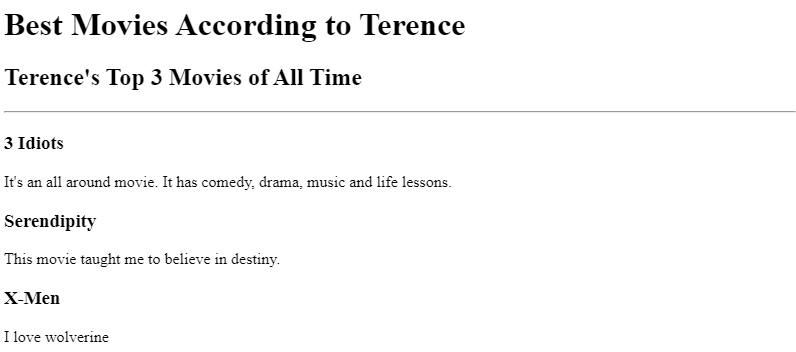 Best Movies According to Terence
Terence's Top 3 Movies of All Time
3 Idiots
It's an all around movie. It has comedy, drama, music and life lessons.
Serendipity
This movie taught me to believe in destiny.
X-Men
I love wolverine